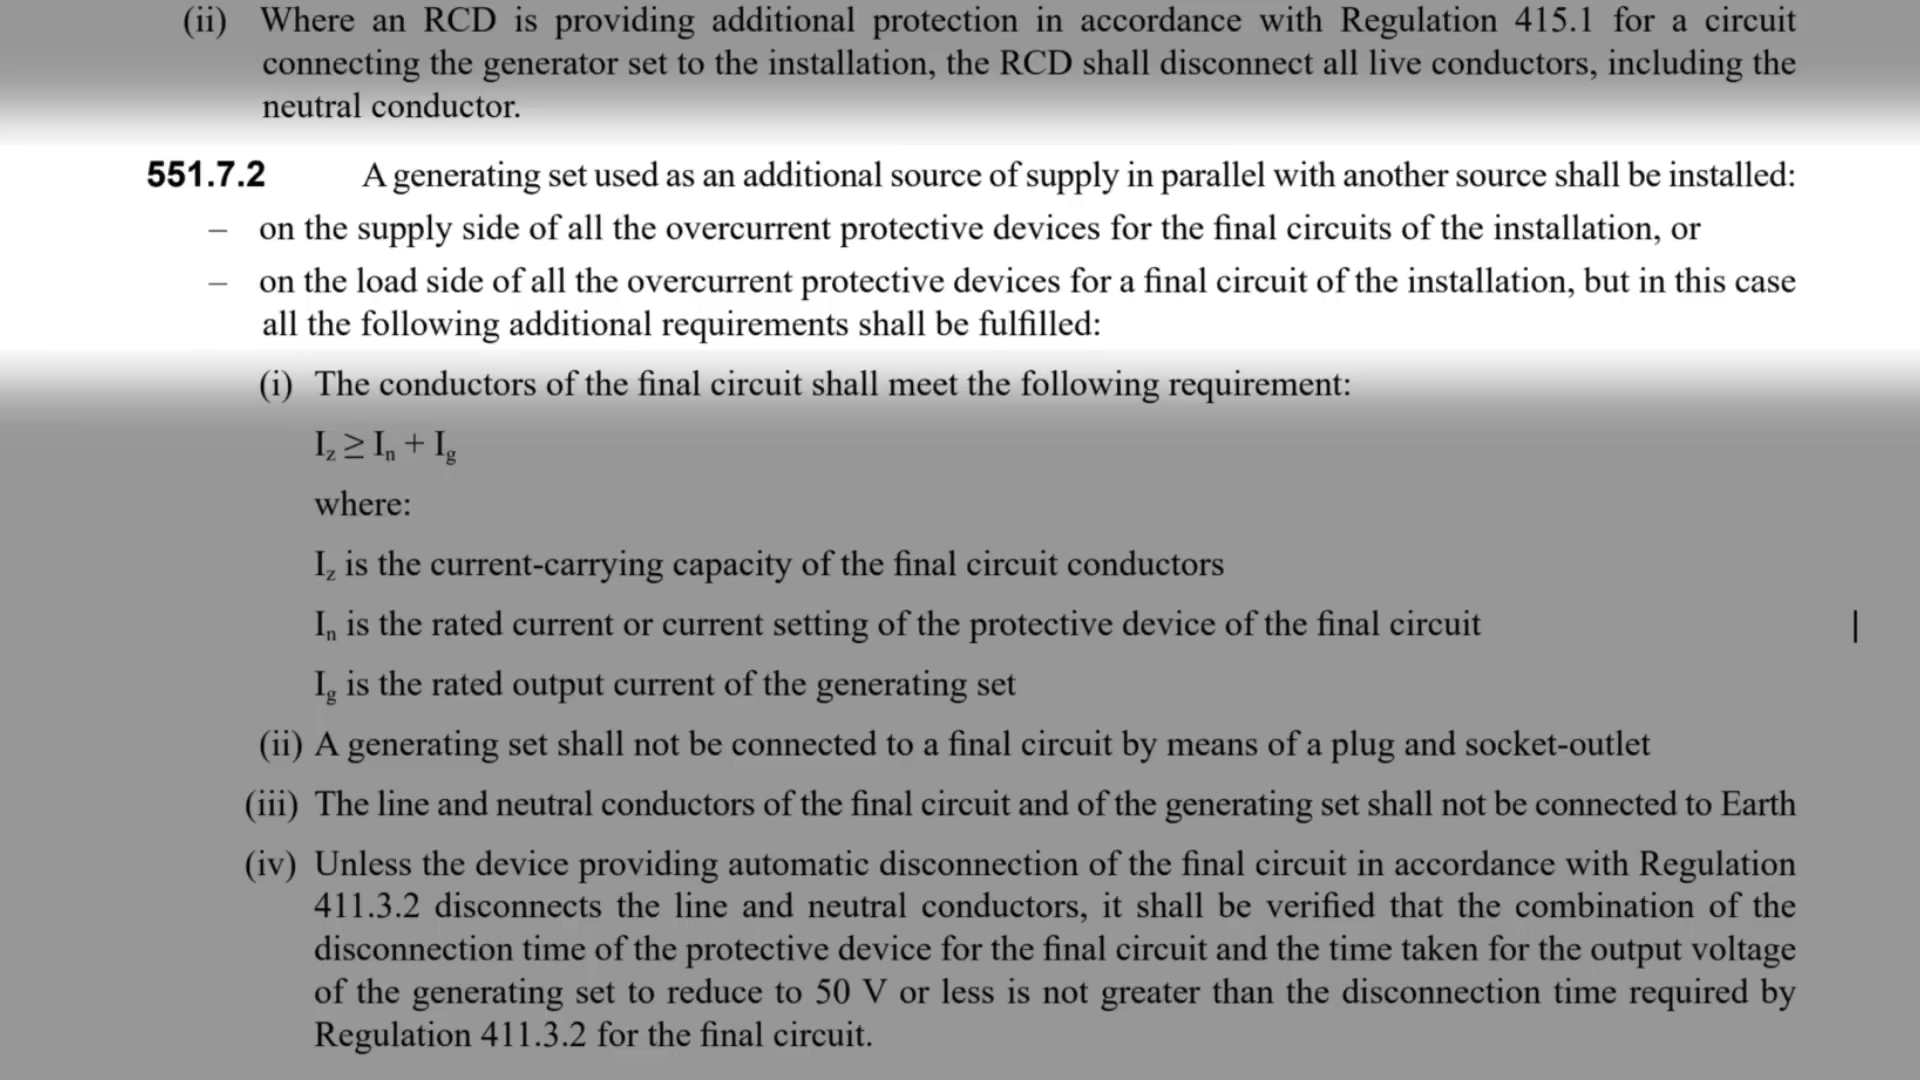 (ii) Where an RCD is providing additional protection in accordance with Regulation 415.1 for a circuit
connecting the generator set to the installation, the RCD shall disconnect all live conductors, including the
neutral conductor.
551.7.2 A generating set used as an additional source of supply in parallel with another source shall be installed:
– on the supply side of all the overcurrent protective devices for the final circuits of the installation, or
– on the load side of all the overcurrent protective devices for a final circuit of the installation, but in this case
all the following additional requirements shall be fulfilled:
(i) The conductors of the final circuit shall meet the following requirement:
Iz ≥ In + Ig
where:
Iz is the current-carrying capacity of the final circuit conductors
In is the rated current or current setting of the protective device of the final circuit
Ig is the rated output current of the generating set
(ii) A generating set shall not be connected to a final circuit by means of a plug and socket-outlet
(iii) The line and neutral conductors of the final circuit and of the generating set shall not be connected to Earth
(iv) Unless the device providing automatic disconnection of the final circuit in accordance with Regulation
411.3.2 disconnects the line and neutral conductors, it shall be verified that the combination of the
disconnection time of the protective device for the final circuit and the time taken for the output voltage
of the generating set to reduce to 50 V or less is not greater than the disconnection time required by
Regulation 411.3.2 for the final circuit.